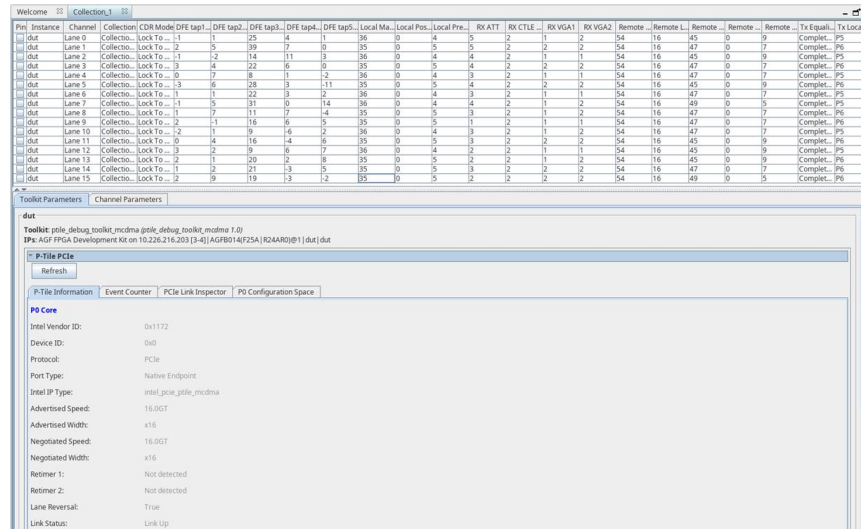 Welcome Collection_1
Pin Instance Channel Collection CDR Mode DFE tap1... DFE tap2... DFE tap3... DFE tap4... DFE tap5... Local Ma... Local Pos... Local Pre... RX ATT RX CTLE ... RX VGA1 RX VGA2 Remote ... Remote L... Remote ... Remote ... Remote ... Tx Equali... Tx Loca
dut Lane 0 Collectio... Lock To ... -1 1 25 4 1 36 0 4 5 2 1 2 54 16 45 0 9 Complet... P5
dut Lane 1 Collectio... Lock To ... 2 5 39 7 0 35 0 5 5 2 2 2 54 16 47 0 7 Complet... P6
dut Lane 2 Collectio... Lock To ... -1 -2 14 11 3 36 0 4 4 2 1 1 54 16 45 0 9 Complet... P5
dut Lane 3 Collectio... Lock To ... 3 4 22 6 0 35 0 5 4 2 2 2 54 16 47 0 7 Complet... P6
dut Lane 4 Collectio... Lock To ... 0 7 8 1 -2 36 0 4 3 2 1 1 54 16 47 0 7 Complet... P5
dut Lane 5 Collectio... Lock To ... -3 6 28 3 -11 35 0 5 4 2 2 2 54 16 45 0 9 Complet... P6
dut Lane 6 Collectio... Lock To ... 1 1 22 3 2 36 0 4 3 2 1 2 54 16 47 0 7 Complet... P5
dut Lane 7 Collectio... Lock To ... -1 5 31 0 14 36 0 4 4 2 1 2 54 16 49 0 5 Complet... P5
dut Lane 8 Collectio... Lock To ... 1 7 11 7 -4 35 0 5 3 2 1 2 54 16 47 0 7 Complet... P6
dut Lane 9 Collectio... Lock To ... 2 -1 16 6 5 35 0 5 1 2 2 2 54 16 47 0 7 Complet... P6
dut Lane 10 Collectio... Lock To ... -2 1 9 -6 2 36 0 4 3 2 1 2 54 16 47 0 7 Complet... P5
dut Lane 11 Collectio... Lock To ... 0 4 16 -4 6 35 0 5 3 2 2 2 54 16 45 0 9 Complet... P6
dut Lane 12 Collectio... Lock To ... 3 2 9 6 7 36 0 4 2 2 1 1 54 16 45 0 9 Complet... P5
dut Lane 13 Collectio... Lock To ... 2 1 20 2 8 35 0 5 2 2 1 2 54 16 45 0 9 Complet... P6
dut Lane 14 Collectio... Lock To ... 1 2 21 -3 5 35 0 5 3 2 2 2 54 16 47 0 7 Complet... P6
dut Lane 15 Collectio... Lock To ... 2 9 19 -3 -2 35 0 5 2 2 2 2 54 16 49 0 5 Complet... P6
Toolkit Parameters Channel Parameters
dut
Toolkit: ptile_debug_toolkit_mcdma (ptile_debug_toolkit_mcdma 1.0)
IPs: AGF FPGA Development Kit on 10.226.216.203 [3-4]|AGFB014(F25A|R24AR0)@1|dut|dut
P-Tile PCIe
Refresh
P-Tile Information Event Counter PCIe Link Inspector P0 Configuration Space
P0 Core
Intel Vendor ID: 0x1172
Device ID: 0x0
Protocol: PCIe
Port Type: Native Endpoint
Intel IP Type: intel_pcie_ptile_mcdma
Advertised Speed: 16.0GT
Advertised Width: x16
Negotiated Speed: 16.0GT
Negotiated Width: x16
Retimer 1: Not detected
Retimer 2: Not detected
Lane Reversal: True
Link Status: Link Up